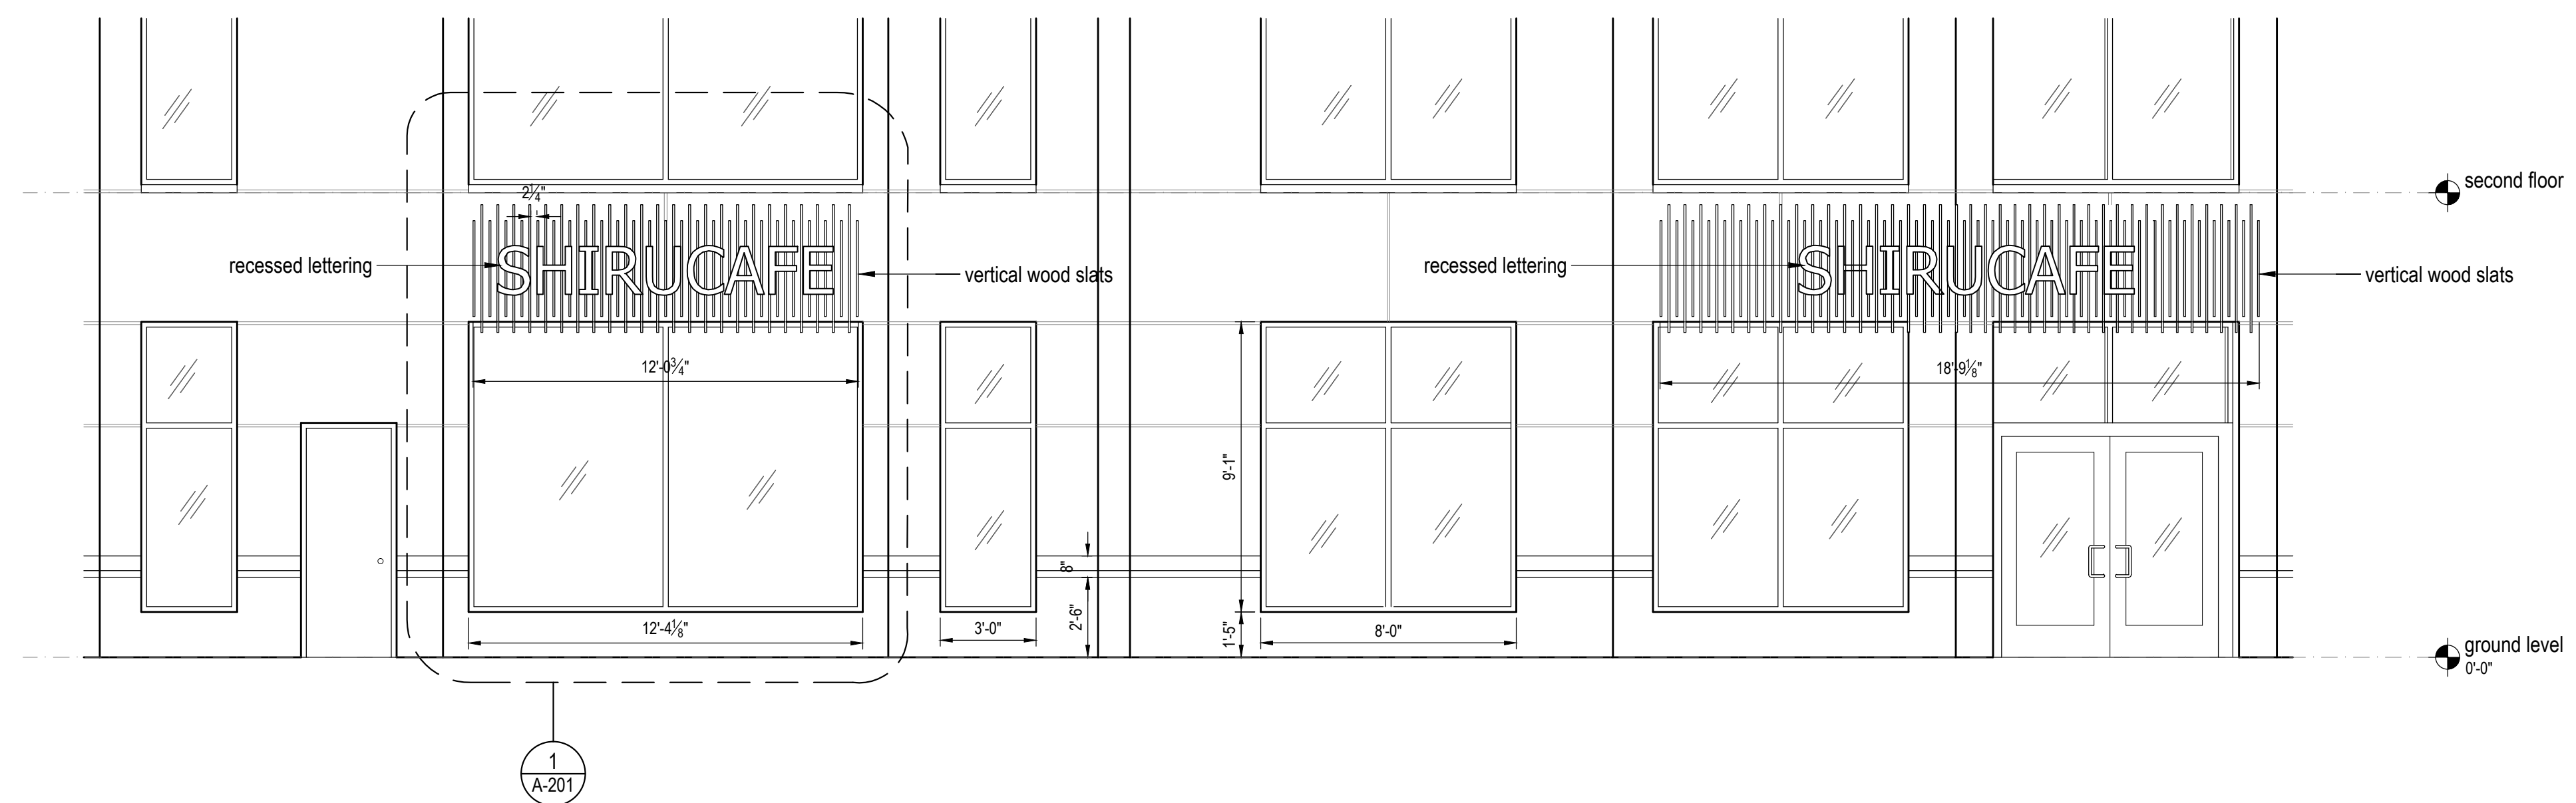 second floor
2¼"
SHIRUCAFE
SHIRUCAFE
recessed lettering
vertical wood slats
recessed lettering
vertical wood slats
12'-0¾"
18'-9⅛"
9'-1"
8"
2'-6"
1'-5"
12'-4⅛"
3'-0"
8'-0"
ground level
0'-0"
1
A-201